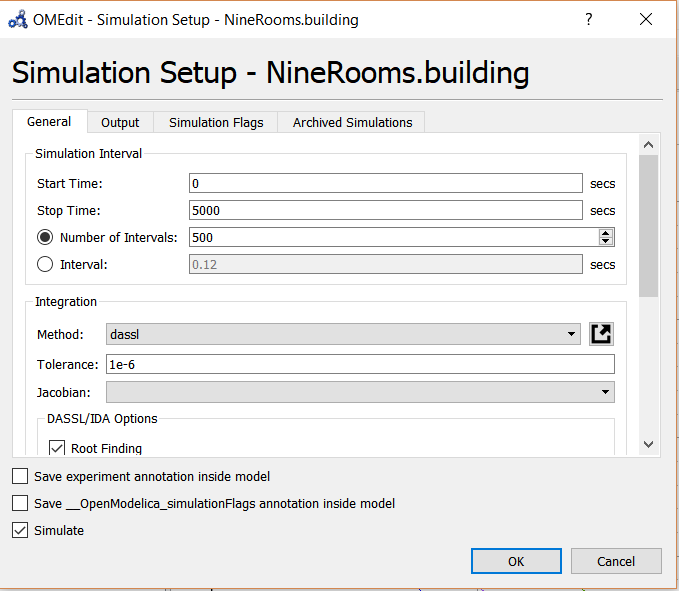 OMEdit - Simulation Setup - NineRooms.building
Simulation Setup - NineRooms.building
General Output Simulation Flags Archived Simulations
Simulation Interval
Start Time: 0 secs
Stop Time: 5000 secs
Number of Intervals: 500
Interval: 0.12 secs
Integration
Method: dassl
Tolerance: 1e-6
Jacobian:
DASSL/IDA Options
Root Finding
Save experiment annotation inside model
Save __OpenModelica_simulationFlags annotation inside model
Simulate
OK Cancel